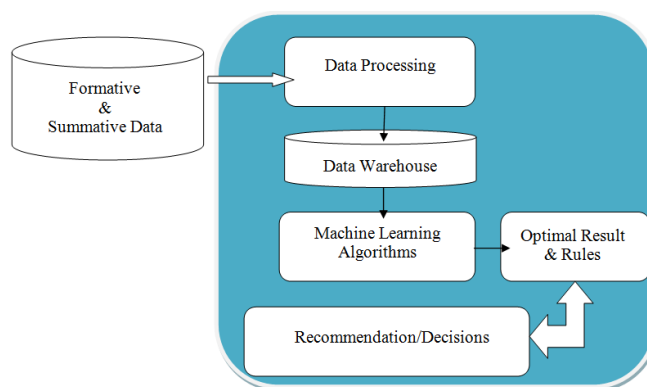 Formative
&
Summative Data
Data Processing
Data Warehouse
Machine Learning
Algorithms
Optimal Result
& Rules
Recommendation/Decisions